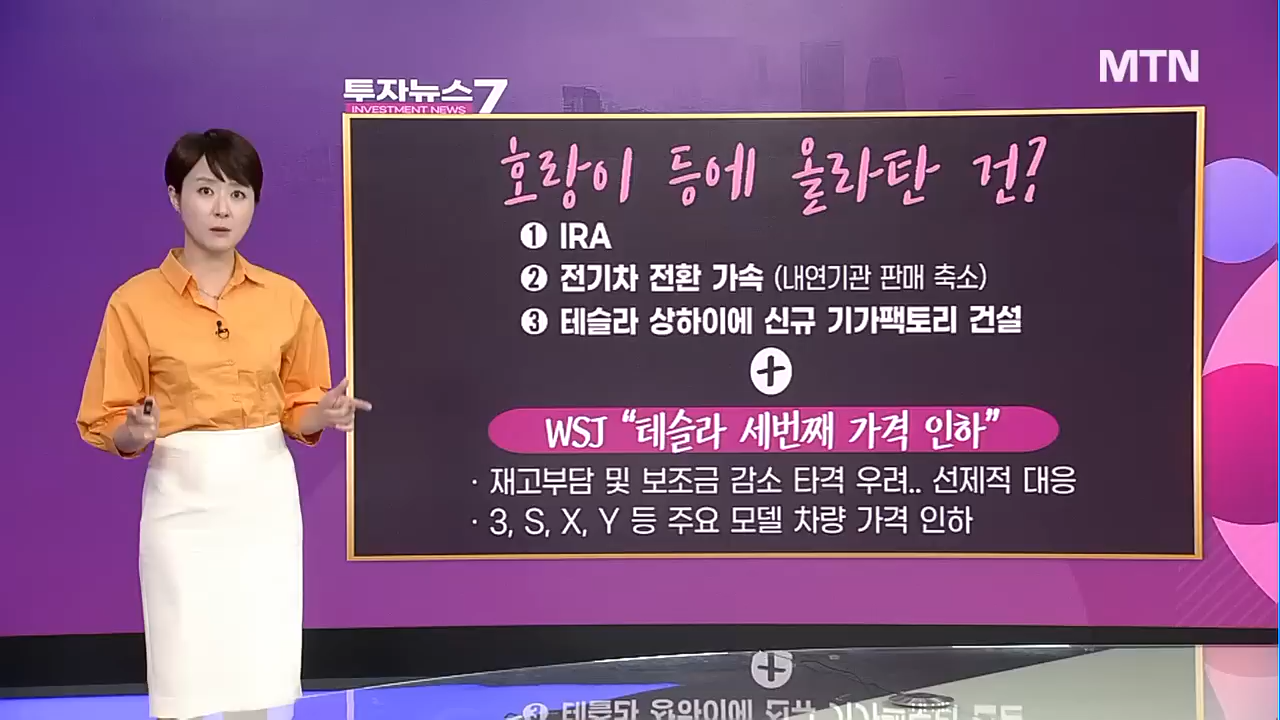 MTN
투자뉴스 7
INVESTMENT NEWS
호랑이 등에 올라탄 건?
① IRA
② 전기차 전환 가속 (내연기관 판매 축소)
③ 테슬라 상하이에 신규 기가팩토리 건설
+
WSJ “테슬라 세번째 가격 인하”
· 재고부담 및 보조금 감소 타격 우려.. 선제적 대응
· 3, S, X, Y 등 주요 모델 차량 가격 인하